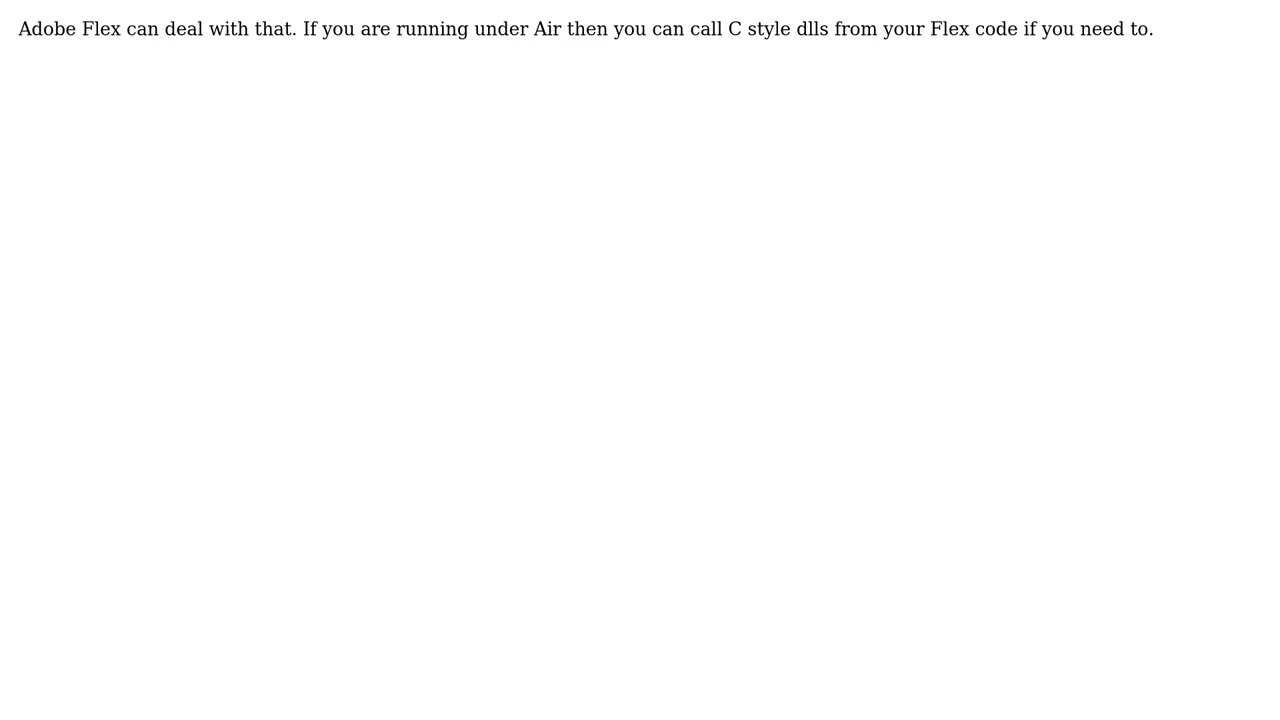 Adobe Flex can deal with that. If you are running under Air then you can call C style dlls from your Flex code if you need to.